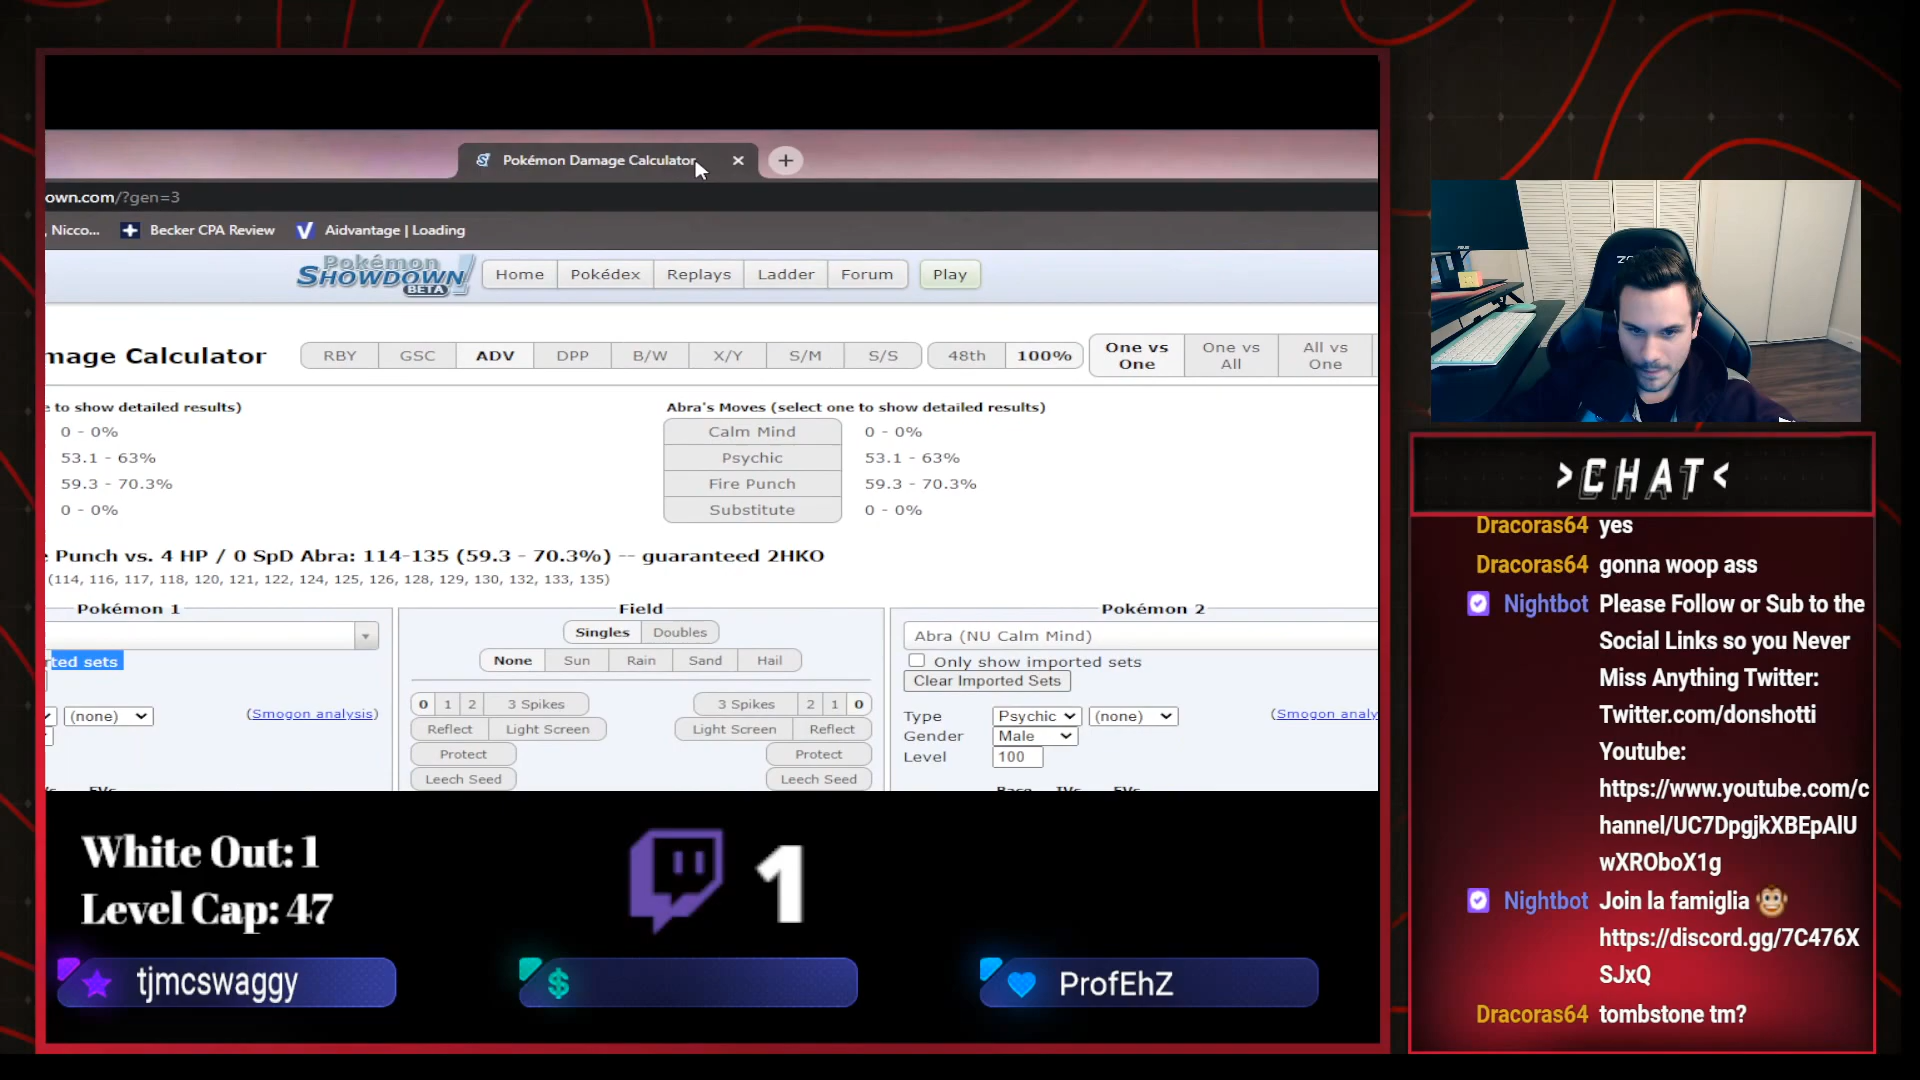 Pokémon Damage Calculator
own.com/?gen=3
, Nicco...
Becker CPA Review
Aidvantage | Loading
Pokémon SHOWDOWN! BETA
Home
Pokédex
Replays
Ladder
Forum
Play
mage Calculator
RBY
GSC
ADV
DPP
B/W
X/Y
S/M
S/S
48th
100%
One vs One
One vs All
All vs One
e to show detailed results)
0 - 0%
53.1 - 63%
59.3 - 70.3%
0 - 0%
Abra's Moves (select one to show detailed results)
Calm Mind 0 - 0%
Psychic 53.1 - 63%
Fire Punch 59.3 - 70.3%
Substitute 0 - 0%
e Punch vs. 4 HP / 0 SpD Abra: 114-135 (59.3 - 70.3%) -- guaranteed 2HKO
(114, 116, 117, 118, 120, 121, 122, 124, 125, 126, 128, 129, 130, 132, 133, 135)
Pokémon 1
ted sets
(none)
(Smogon analysis)
Field
Singles Doubles
None Sun Rain Sand Hail
0 1 2 3 Spikes 3 Spikes 2 1 0
Reflect Light Screen Light Screen Reflect
Protect Protect
Leech Seed Leech Seed
Pokémon 2
Abra (NU Calm Mind)
Only show imported sets
Clear Imported Sets
Type Psychic (none)
(Smogon analy
Gender Male
Level 100
White Out: 1
Level Cap: 47
1
tjmcswaggy
$
ProfEhZ
>CHAT<
Dracoras64 yes
Dracoras64 gonna woop ass
Nightbot Please Follow or Sub to the
Social Links so you Never
Miss Anything Twitter:
Twitter.com/donshotti
Youtube:
https://www.youtube.com/c
hannel/UC7DpgjkXBEpAlU
wXROboX1g
Nightbot Join la famiglia
https://discord.gg/7C476X
SJxQ
Dracoras64 tombstone tm?